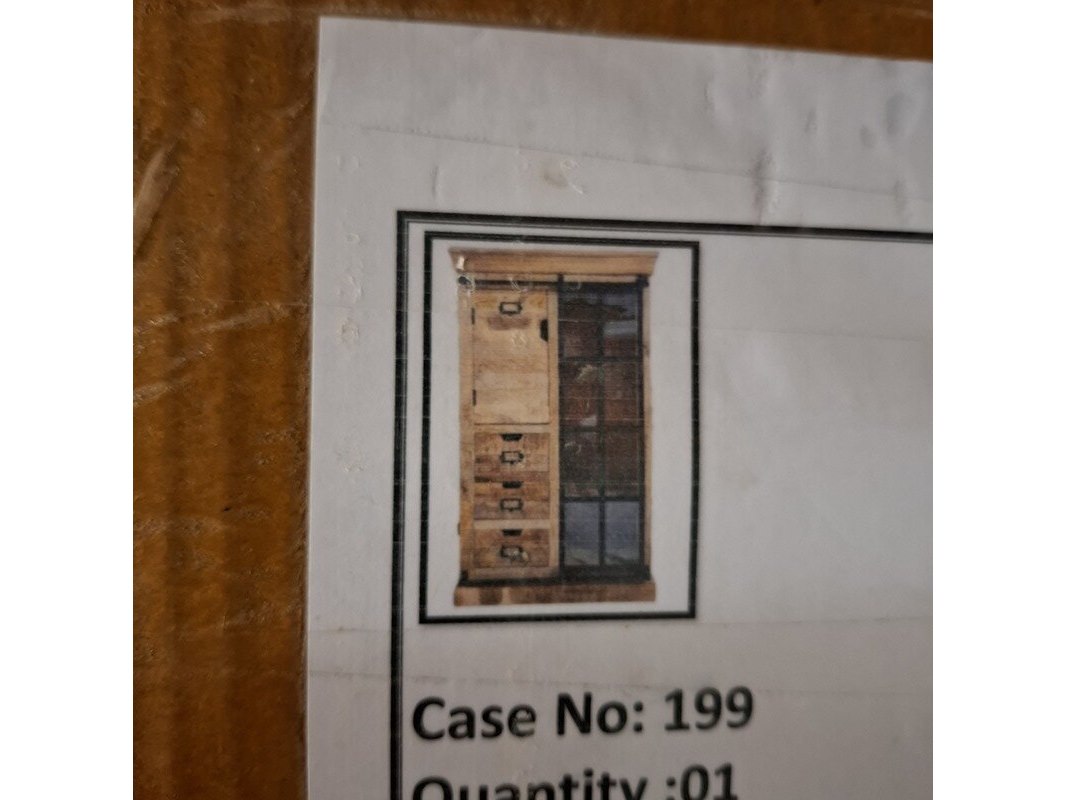 Case No: 199
Quantity :01